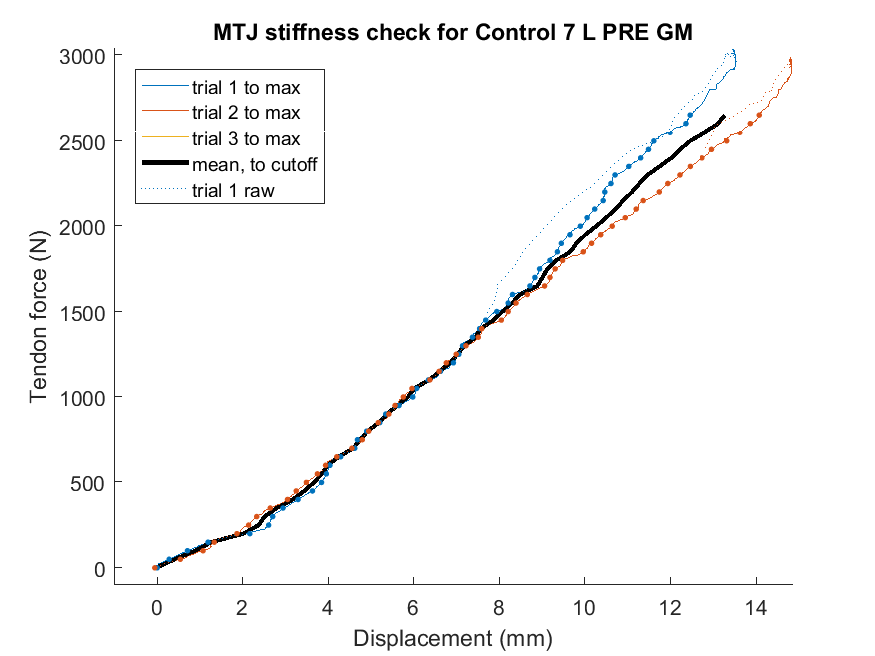 MTJ stiffness check for Control 7 L PRE GM
3000
2500
2000
1500
1000
500
0
Tendon force (N)
trial 1 to max
trial 2 to max
trial 3 to max
mean, to cutoff
trial 1 raw
0 2 4 6 8 10 12 14
Displacement (mm)